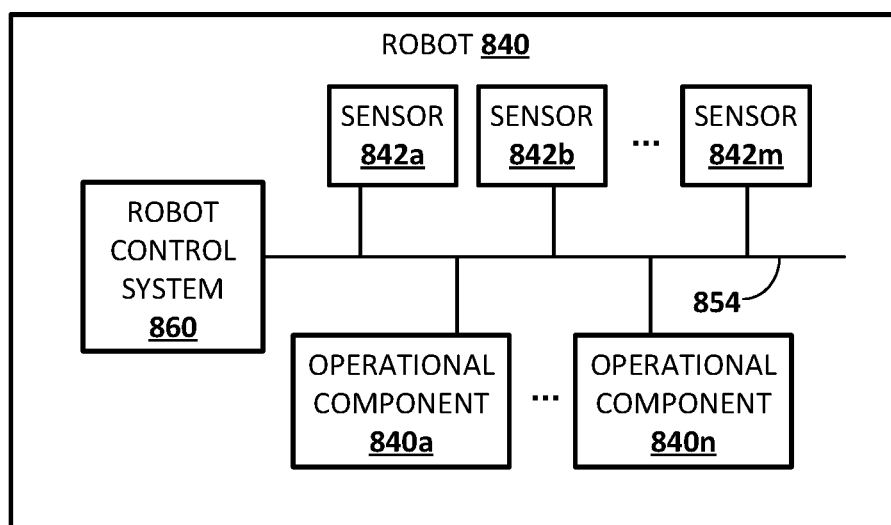 ROBOT 840
SENSOR
842a
SENSOR
842b
...
SENSOR
842m
ROBOT
CONTROL
SYSTEM
860
854
OPERATIONAL
COMPONENT
840a
...
OPERATIONAL
COMPONENT
840n